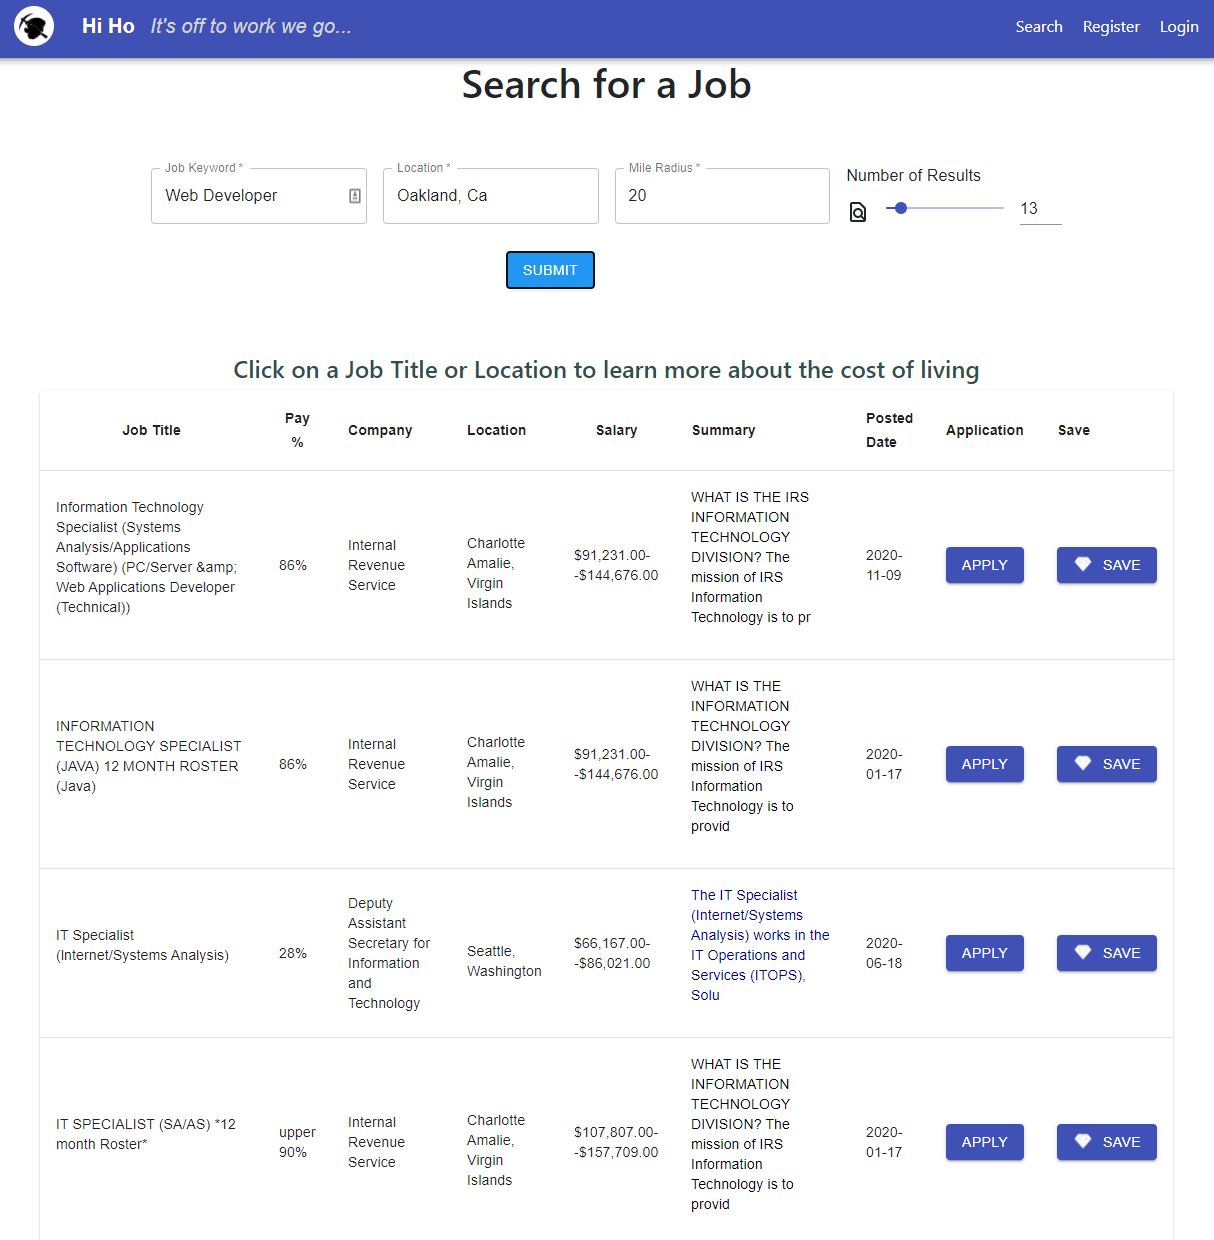 Hi Ho It's off to work we go...
Search Register Login
Search for a Job
Job Keyword *
Web Developer
Location *
Oakland, Ca
Mile Radius *
20
Number of Results
13
SUBMIT
Click on a Job Title or Location to learn more about the cost of living
Job Title
Pay
%
Company
Location
Salary
Summary
Posted
Date
Application
Save
Information Technology
Specialist (Systems
Analysis/Applications
Software) (PC/Server &amp;
Web Applications Developer
(Technical))
86%
Internal
Revenue
Service
Charlotte
Amalie,
Virgin
Islands
$91,231.00-
-$144,676.00
WHAT IS THE IRS
INFORMATION
TECHNOLOGY
DIVISION? The
mission of IRS
Information
Technology is to pr
2020-
11-09
APPLY
SAVE
INFORMATION
TECHNOLOGY SPECIALIST
(JAVA) 12 MONTH ROSTER
(Java)
86%
Internal
Revenue
Service
Charlotte
Amalie,
Virgin
Islands
$91,231.00-
-$144,676.00
WHAT IS THE
INFORMATION
TECHNOLOGY
DIVISION? The
mission of IRS
Information
Technology is to
provid
2020-
01-17
APPLY
SAVE
IT Specialist
(Internet/Systems Analysis)
28%
Deputy
Assistant
Secretary for
Information
and
Technology
Seattle,
Washington
$66,167.00-
-$86,021.00
The IT Specialist
(Internet/Systems
Analysis) works in the
IT Operations and
Services (ITOPS),
Solu
2020-
06-18
APPLY
SAVE
IT SPECIALIST (SA/AS) *12
month Roster*
upper
90%
Internal
Revenue
Service
Charlotte
Amalie,
Virgin
Islands
$107,807.00-
-$157,709.00
WHAT IS THE
INFORMATION
TECHNOLOGY
DIVISION? The
mission of IRS
Information
Technology is to
provid
2020-
01-17
APPLY
SAVE